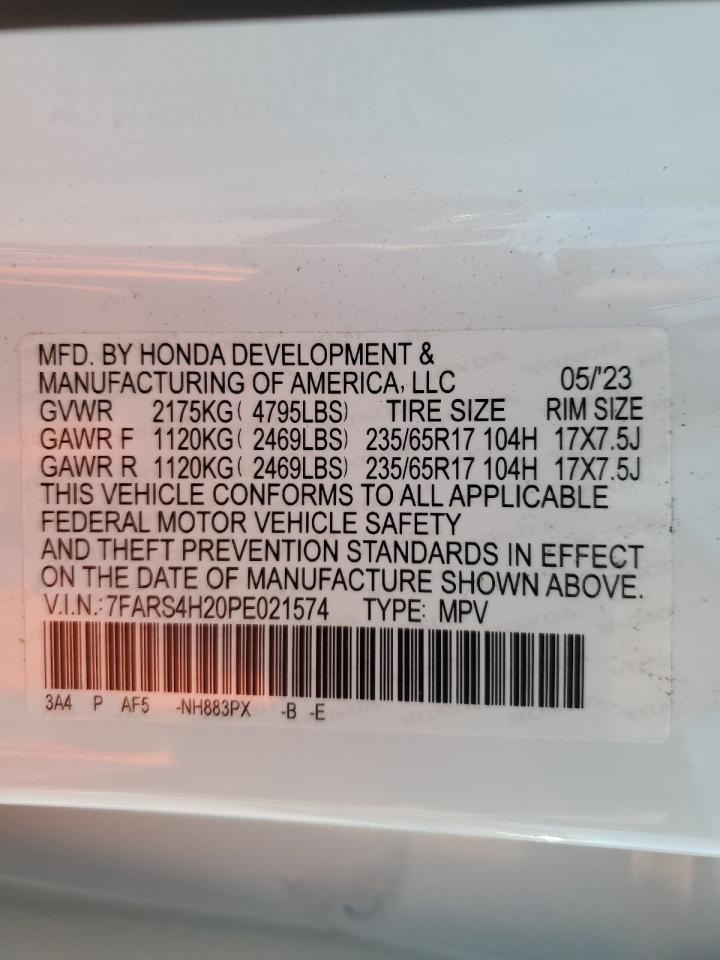 MFD. BY HONDA DEVELOPMENT &
MANUFACTURING OF AMERICA, LLC 05/'23
GVWR 2175KG( 4795LBS) TIRE SIZE RIM SIZE
GAWR F 1120KG( 2469LBS) 235/65R17 104H 17X7.5J
GAWR R 1120KG( 2469LBS) 235/65R17 104H 17X7.5J
THIS VEHICLE CONFORMS TO ALL APPLICABLE
FEDERAL MOTOR VEHICLE SAFETY
AND THEFT PREVENTION STANDARDS IN EFFECT
ON THE DATE OF MANUFACTURE SHOWN ABOVE.
V.I.N.:7FARS4H20PE021574 TYPE: MPV
3A4 P AF5 -NH883PX -B -E